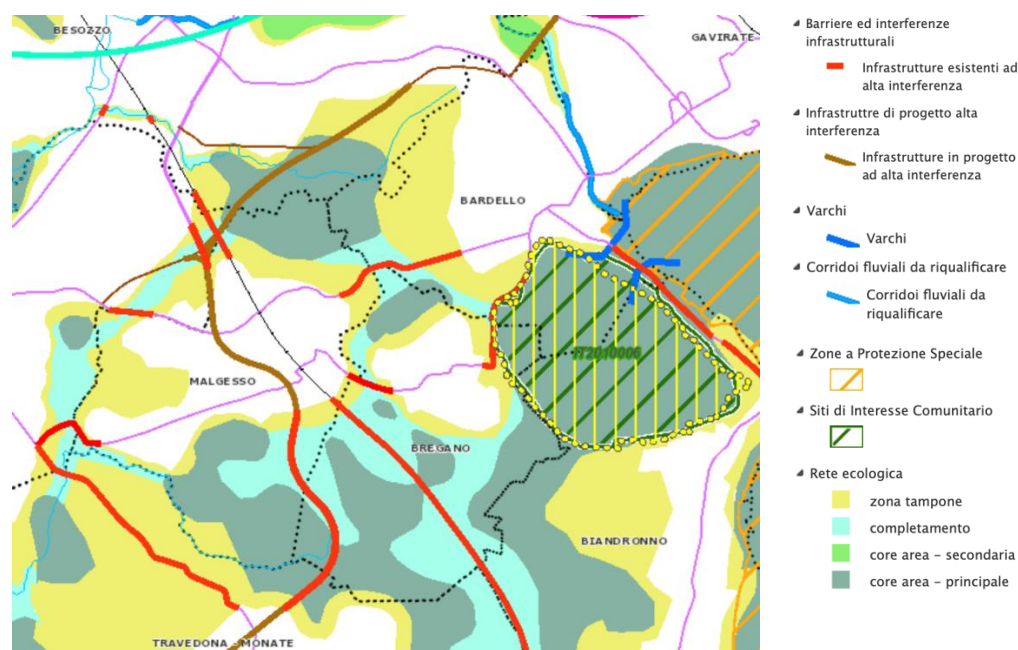 BESOZZO
GAVIRATE
BARDELLO
IT2010006
MALGESSO
BREGANO
BIANDRONNO
TRAVEDONA - MONATE
Barriere ed interferenze
infrastrutturali
Infrastrutture esistenti ad
alta interferenza
Infrastruttre di progetto alta
interferenza
Infrastrutture in progetto
ad alta interferenza
Varchi
Varchi
Corridoi fluviali da riqualificare
Corridoi fluviali da
riqualificare
Zone a Protezione Speciale
Siti di Interesse Comunitario
Rete ecologica
zona tampone
completamento
core area - secondaria
core area - principale